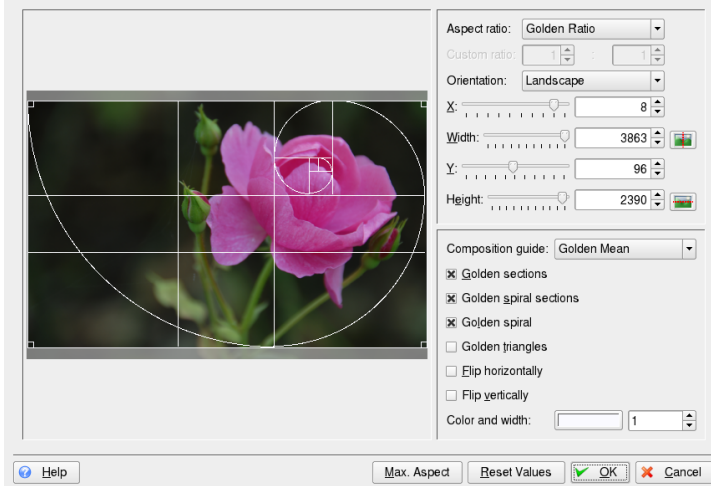 Aspect ratio: Golden Ratio
Custom ratio: 1 : 1
Orientation: Landscape
X: 8
Width: 3863
Y: 96
Height: 2390
Composition guide: Golden Mean
Golden sections
Golden spiral sections
Golden spiral
Golden triangles
Flip horizontally
Flip vertically
Color and width: 1
Help Max. Aspect Reset Values OK Cancel